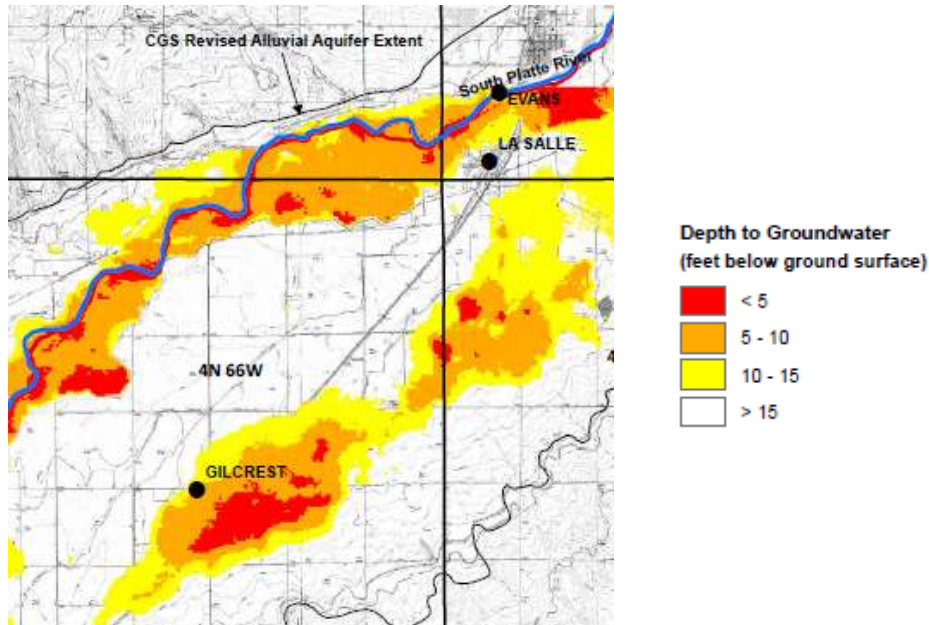 CGS Revised Alluvial Aquifer Extent
South Platte River
EVANS
LA SALLE
4N 66W
4
GILCREST
Depth to Groundwater
(feet below ground surface)
< 5
5 - 10
10 - 15
> 15